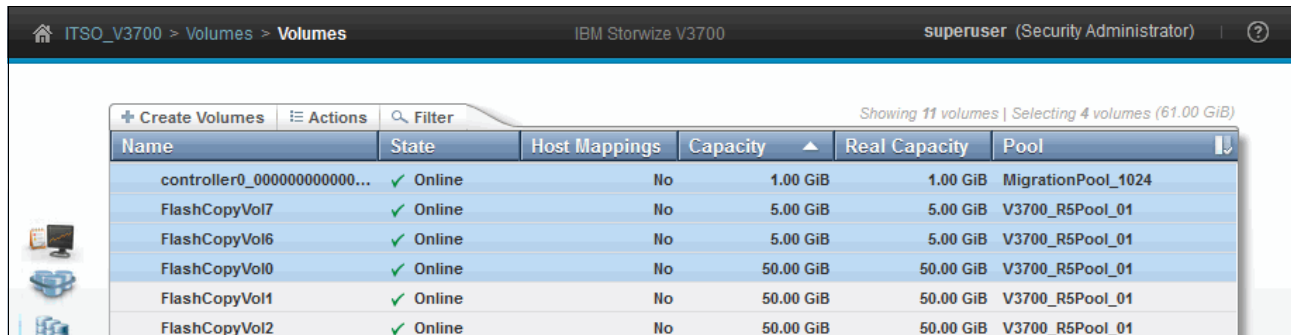 ITSO_V3700 > Volumes > Volumes IBM Storwize V3700 superuser (Security Administrator) | ?
Create Volumes Actions Filter Showing 11 volumes | Selecting 4 volumes (61.00 GiB)
Name State Host Mappings Capacity Real Capacity Pool
controller0_000000000000... Online No 1.00 GiB 1.00 GiB MigrationPool_1024
FlashCopyVol7 Online No 5.00 GiB 5.00 GiB V3700_R5Pool_01
FlashCopyVol6 Online No 5.00 GiB 5.00 GiB V3700_R5Pool_01
FlashCopyVol0 Online No 50.00 GiB 50.00 GiB V3700_R5Pool_01
FlashCopyVol1 Online No 50.00 GiB 50.00 GiB V3700_R5Pool_01
FlashCopyVol2 Online No 50.00 GiB 50.00 GiB V3700_R5Pool_01